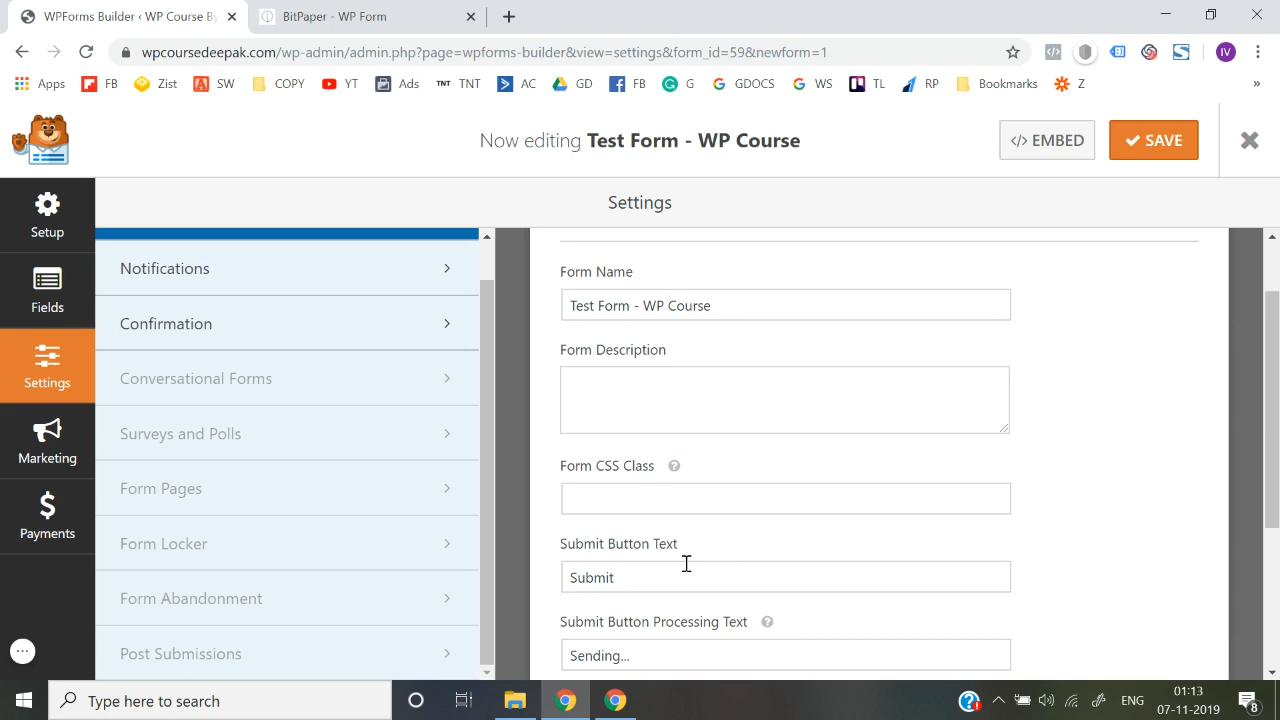 WPForms Builder ‹ WP Course By
BitPaper - WP Form
wpcoursedeepak.com/wp-admin/admin.php?page=wpforms-builder&view=settings&form_id=59&newform=1
IV
Apps FB Zist SW COPY YT Ads TNT TNT AC GD FB G GDOCS WS TL RP Bookmarks Z »
Now editing Test Form - WP Course
</> EMBED
SAVE
Settings
Setup
Fields
Settings
Marketing
Payments
Notifications
Confirmation
Conversational Forms
Surveys and Polls
Form Pages
Form Locker
Form Abandonment
Post Submissions
Form Name
Test Form - WP Course
Form Description
Form CSS Class ?
Submit Button Text
Submit
Submit Button Processing Text ?
Sending...
Type here to search
ENG
01:13
07-11-2019
8